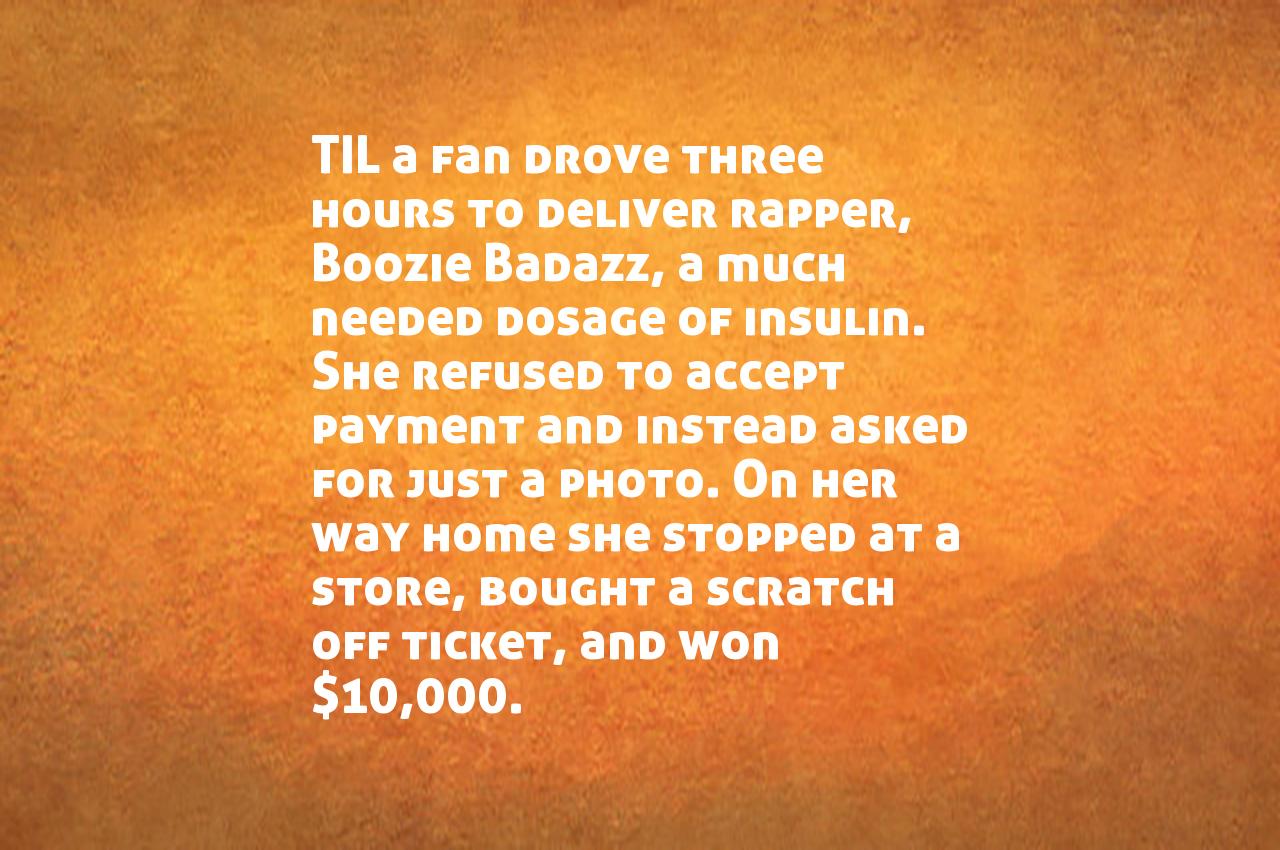 TIL a fan drove three
hours to deliver rapper,
Boozie Badazz, a much
needed dosage of insulin.
She refused to accept
payment and instead asked
for just a photo. On her
way home she stopped at a
store, bought a scratch
off ticket, and won
$10,000.